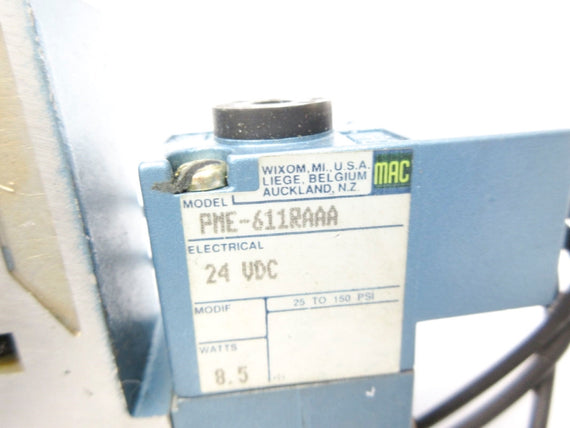 WIXOM, MI., U.S.A.
LIEGE, BELGIUM
AUCKLAND, N.Z.
MAC
MODEL
PME-611RAAA
ELECTRICAL
24 VDC
MODIF
25 TO 150 PSI
WATTS
8.5